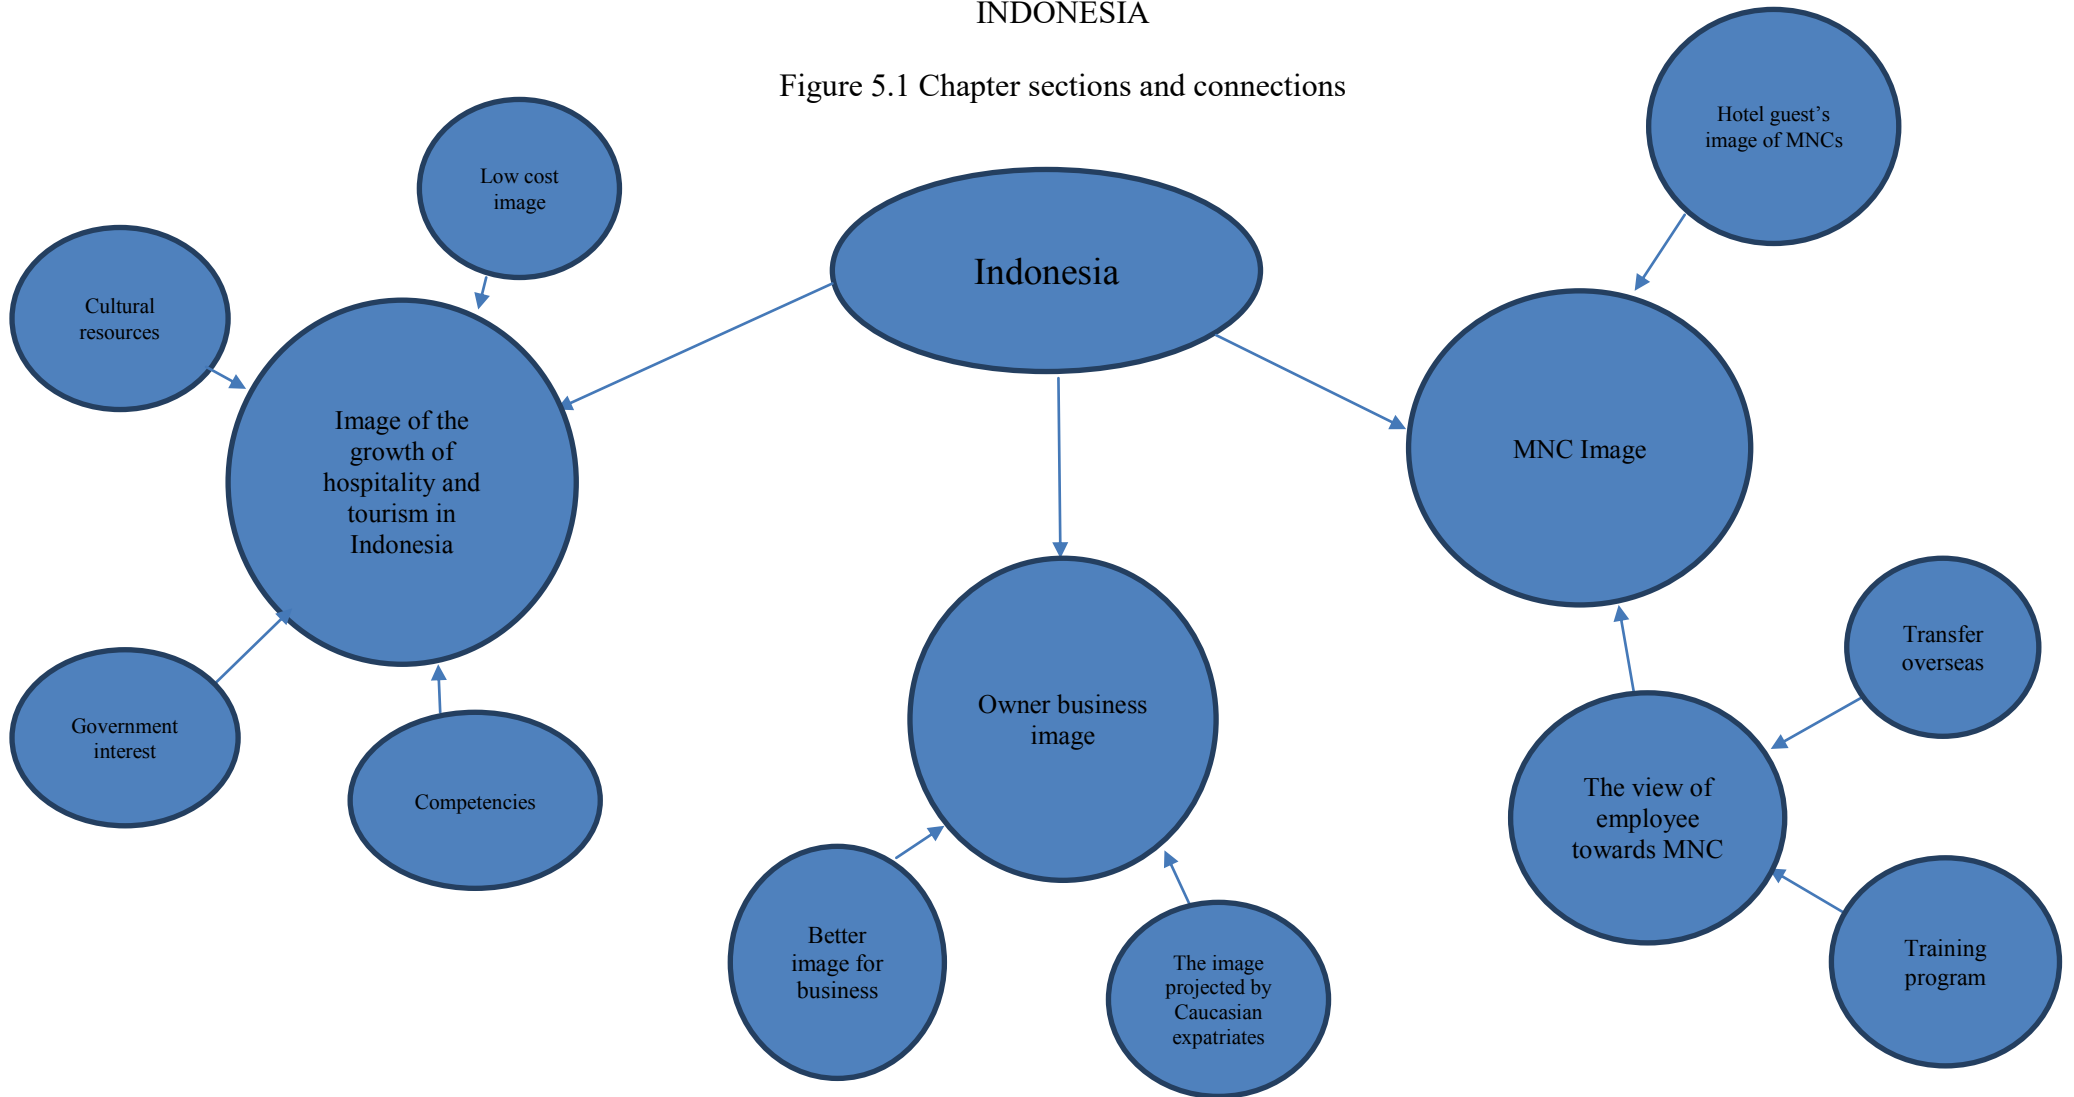 INDONESIA
Figure 5.1 Chapter sections and connections
Hotel guest’s
image of MNCs
Low cost
image
Indonesia
Cultural
resources
Image of the
growth of
hospitality and
tourism in
Indonesia
MNC Image
Transfer
overseas
Government
interest
Competencies
Owner business
image
The view of
employee
towards MNC
Better
image for
business
The image
projected by
Caucasian
expatriates
Training
program